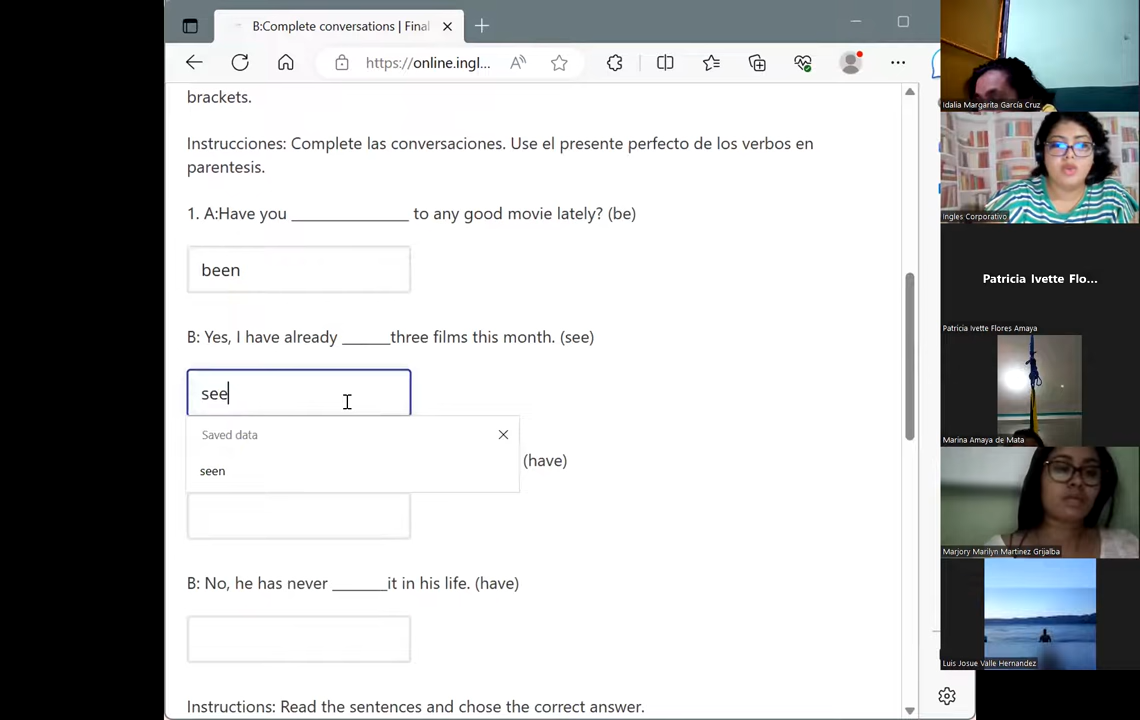 B:Complete conversations | Final
https://online.ingl...
brackets.
Instrucciones: Complete las conversaciones. Use el presente perfecto de los verbos en
parentesis.
1. A:Have you _____________ to any good movie lately? (be)
been
B: Yes, I have already ______three films this month. (see)
see
Saved data
seen
(have)
B: No, he has never _______it in his life. (have)
Instructions: Read the sentences and chose the correct answer.
Idalia Margarita García Cruz
Ingles Corporativo
Patricia Ivette Flo...
Patricia Ivette Flores Amaya
Marina Amaya de Mata
Marjory Marilyn Martinez Grijalba
Luis Josue Valle Hernandez